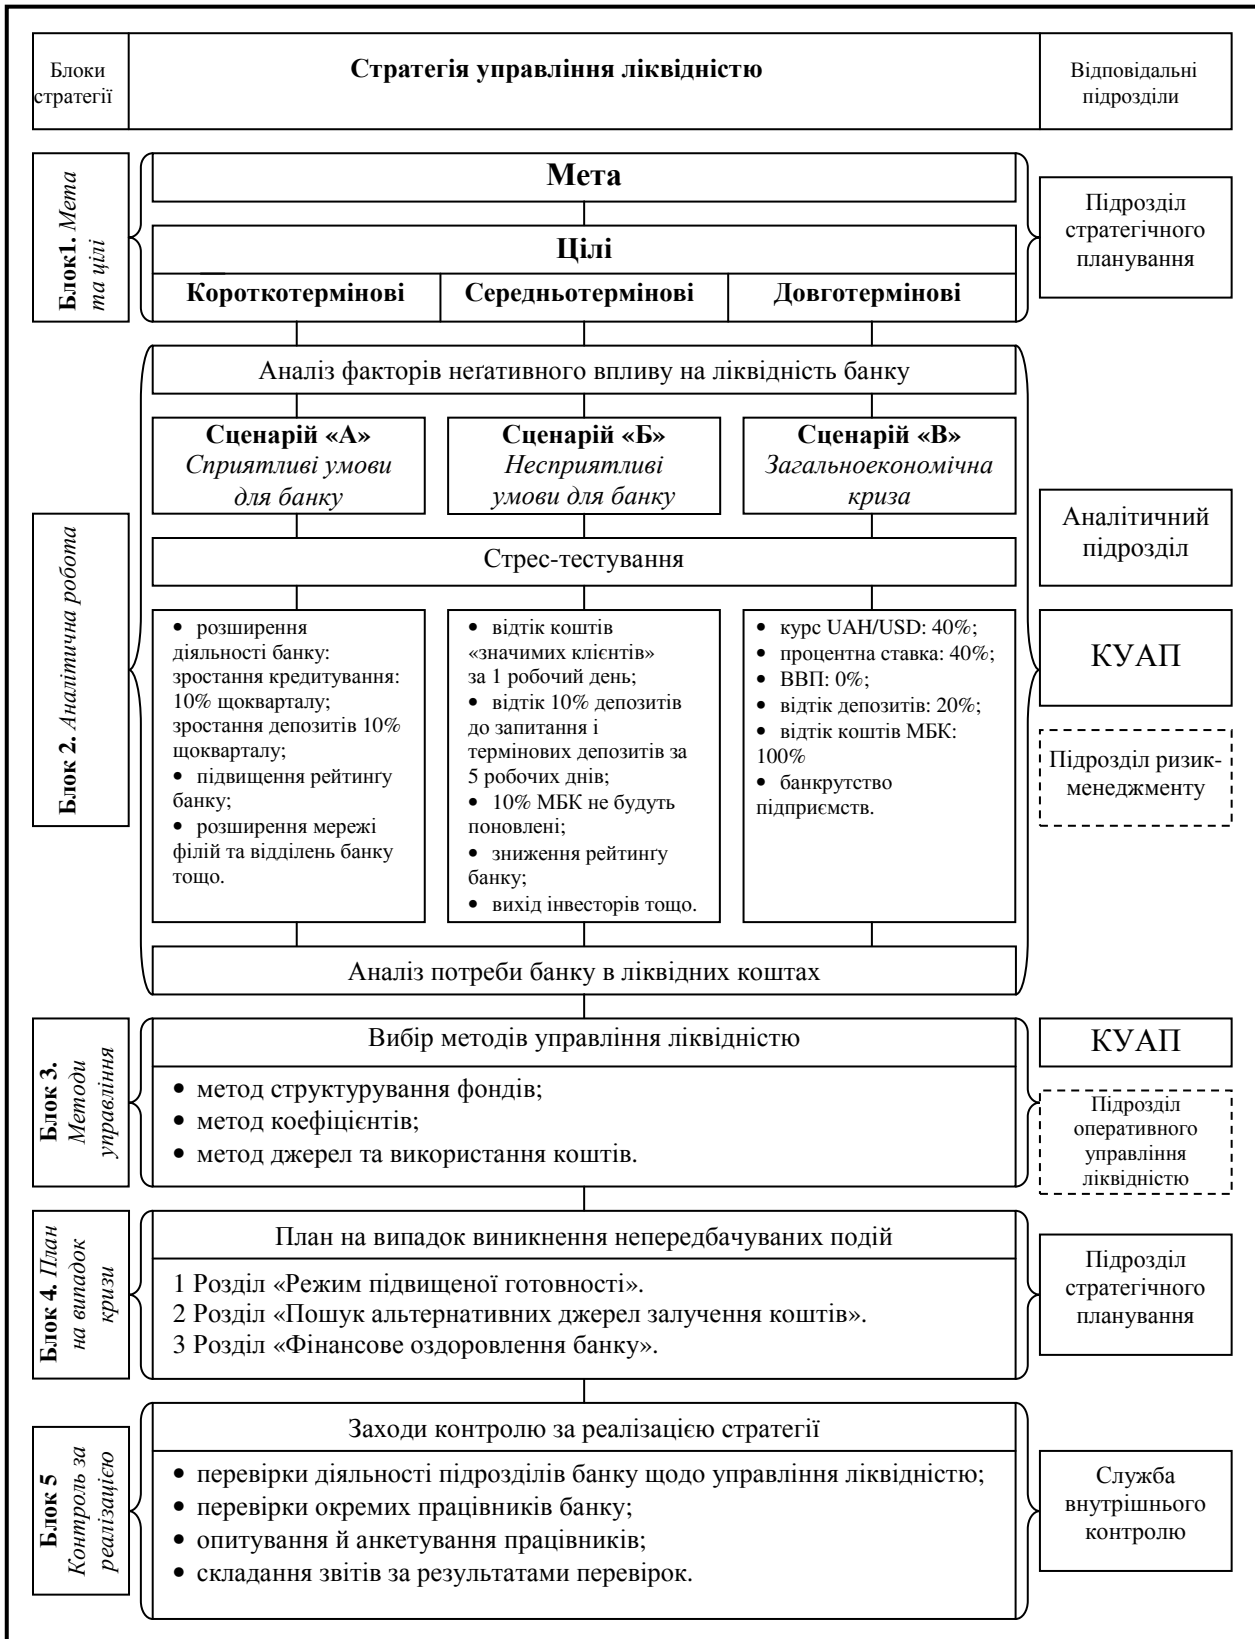 Блоки
стратегії
Стратегія управління ліквідністю
Відповідальні
підрозділи
Блок1. Мета
та цілі
Мета
Цілі
Короткотермінові
Середньотермінові
Довготермінові
Підрозділ
стратегічного
планування
Блок 2. Аналітична робота
Аналіз факторів неґативного впливу на ліквідність банку
Сценарій «А»
Сприятливі умови
для банку
Сценарій «Б»
Несприятливі
умови для банку
Сценарій «В»
Загальноекономічна
криза
Стрес-тестування
• розширення
діяльності банку:
зростання кредитування:
10% щокварталу;
зростання депозитів 10%
щокварталу;
• підвищення рейтинґу
банку;
• розширення мережі
філій та відділень банку
тощо.
• відтік коштів
«значимих клієнтів»
за 1 робочий день;
• відтік 10% депозитів
до запитання і
термінових депозитів за
5 робочих днів;
• 10% МБК не будуть
поновлені;
• зниження рейтинґу
банку;
• вихід інвесторів тощо.
• курс UAH/USD: 40%;
• процентна ставка: 40%;
• ВВП: 0%;
• відтік депозитів: 20%;
• відтік коштів МБК:
100%
• банкрутство
підприємств.
Аналіз потреби банку в ліквідних коштах
Аналітичний
підрозділ
КУАП
Підрозділ ризик-
менеджменту
Блок 3.
Методи
управління
Вибір методів управління ліквідністю
• метод структурування фондів;
• метод коефіцієнтів;
• метод джерел та використання коштів.
КУАП
Підрозділ
оперативного
управління
ліквідністю
Блок 4. План
на випадок
кризи
План на випадок виникнення непередбачуваних подій
1 Розділ «Режим підвищеної готовності».
2 Розділ «Пошук альтернативних джерел залучення коштів».
3 Розділ «Фінансове оздоровлення банку».
Підрозділ
стратегічного
планування
Блок 5
Контроль за
реалізацією
Заходи контролю за реалізацією стратегії
• перевірки діяльності підрозділів банку щодо управління ліквідністю;
• перевірки окремих працівників банку;
• опитування й анкетування працівників;
• складання звітів за результатами перевірок.
Служба
внутрішнього
контролю